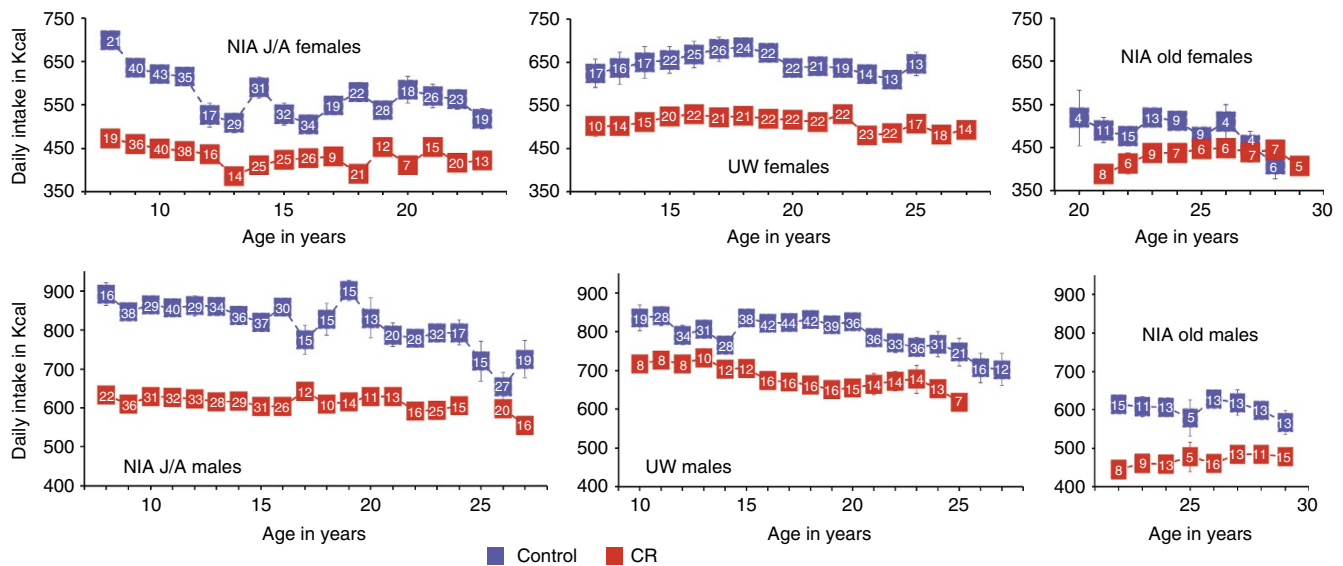 Daily intake in Kcal
750
650
550
450
350
NIA J/A females
21 40 43 35 17 29 31 32 34 19 22 28 18 26 23 19
19 36 40 38 16 14 25 25 26 9 21 12 7 15 20 13
10 15 20
Age in years
750
650
550
450
350
17 16 17 22 25 26 24 22 20 21 19 14 13 13
10 14 15 20 22 22 22 22 22 22 22 23 22 17 18 14
UW females
15 20 25
Age in years
750
650
550
450
350
NIA old females
4 11 15 13 9 9 4 4 6
8 6 9 7 6 6 7 7 5
20 25 30
Age in years
Daily intake in Kcal
900
800
700
600
500
400
16 38 29 40 29 34 36 37 30 15 15 15 13 20 28 32 17 15 6 19
22 36 31 32 33 28 29 31 26 12 10 14 11 13 16 25 15 20 16
NIA J/A males
10 15 20 25
Age in years
900
800
700
600
500
400
19 28 34 31 28 38 42 44 42 39 36 36 33 36 31 21 16 14
8 8 8 10 12 12 16 17 16 16 15 14 14 14 13 7
UW males
10 15 20 25
Age in years
900
800
700
600
500
400
NIA old males
15 11 13 5 13 13 13 13
8 9 13 5 16 13 11 15
25 30
Age in years
Control CR